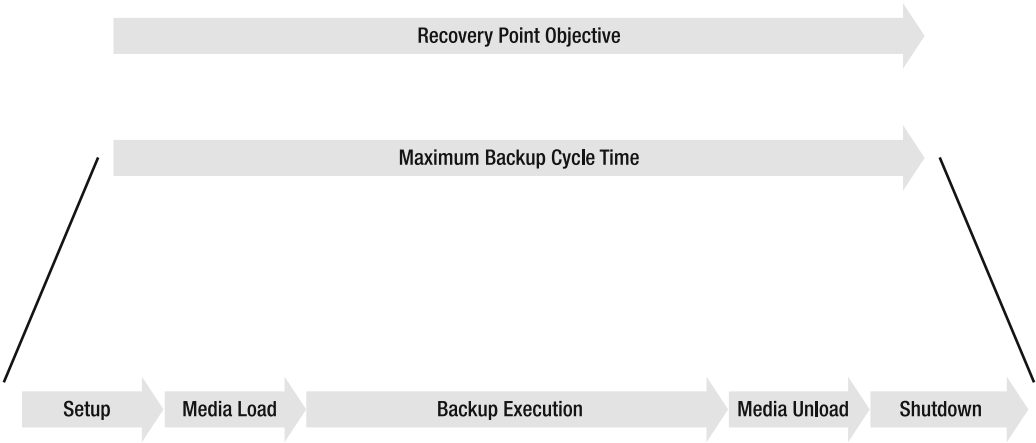 Recovery Point Objective
Maximum Backup Cycle Time
Setup
Media Load
Backup Execution
Media Unload
Shutdown